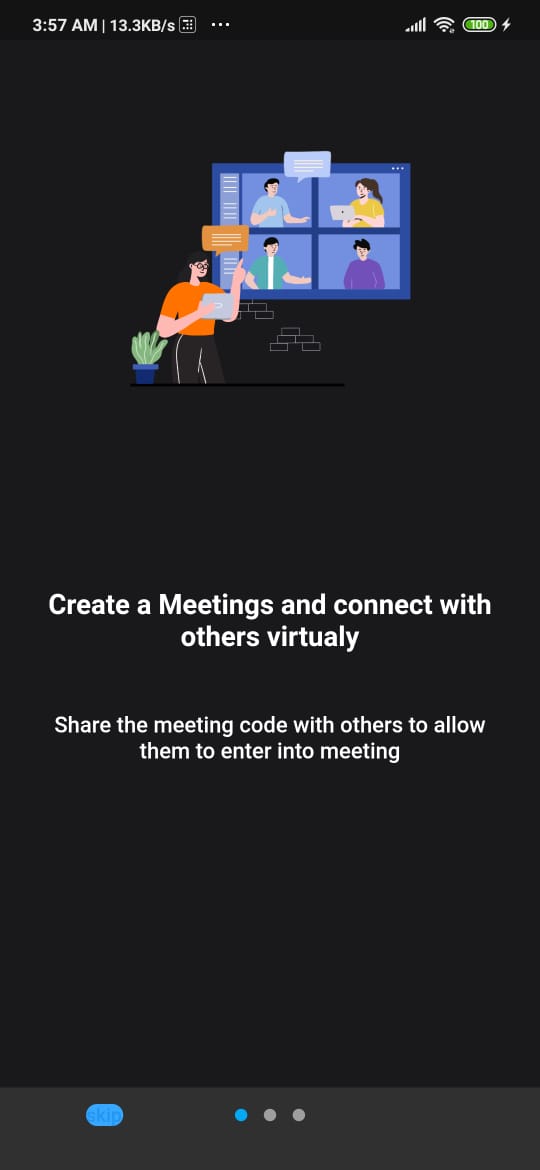 3:57 AM | 13.3KB/s ...
100
Create a Meetings and connect with
others virtualy
Share the meeting code with others to allow
them to enter into meeting
skip